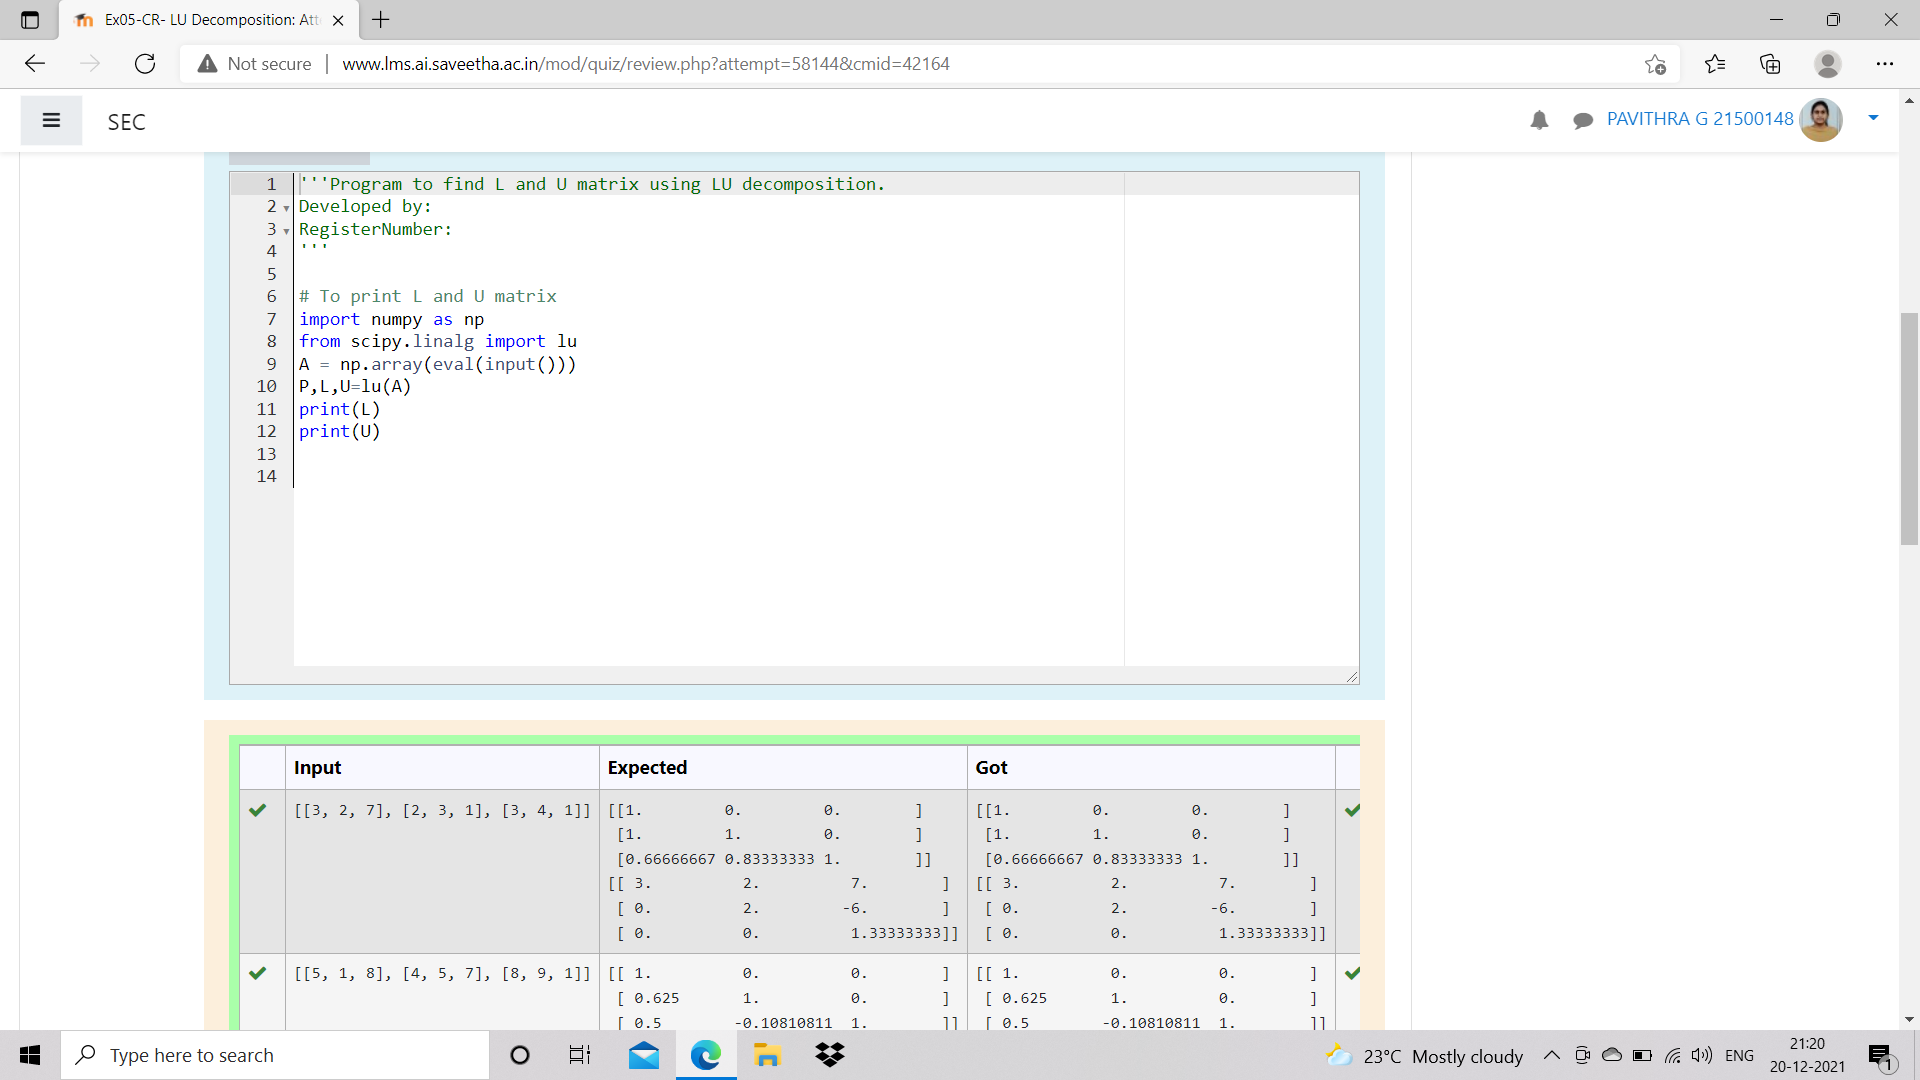 Ex05-CR- LU Decomposition: Att
Not secure
www.lms.ai.saveetha.ac.in/mod/quiz/review.php?attempt=58144&cmid=42164
SEC
PAVITHRA G 21500148
1 '''Program to find L and U matrix using LU decomposition.
2 Developed by:
3 RegisterNumber:
4 '''
5
6 # To print L and U matrix
7 import numpy as np
8 from scipy.linalg import lu
9 A = np.array(eval(input()))
10 P,L,U=lu(A)
11 print(L)
12 print(U)
13
14
Input Expected Got
[[3, 2, 7], [2, 3, 1], [3, 4, 1]] [[1. 0. 0. ] [[1. 0. 0. ]
[1. 1. 0. ] [1. 1. 0. ]
[0.66666667 0.83333333 1. ]] [0.66666667 0.83333333 1. ]]
[[ 3. 2. 7. ] [[ 3. 2. 7. ]
[ 0. 2. -6. ] [ 0. 2. -6. ]
[ 0. 0. 1.33333333]] [ 0. 0. 1.33333333]]
[[5, 1, 8], [4, 5, 7], [8, 9, 1]] [[ 1. 0. 0. ] [[ 1. 0. 0. ]
[ 0.625 1. 0. ] [ 0.625 1. 0. ]
[ 0.5 -0.10810811 1. ]] [ 0.5 -0.10810811 1. ]]
Type here to search
23°C Mostly cloudy
ENG
21:20
20-12-2021
1